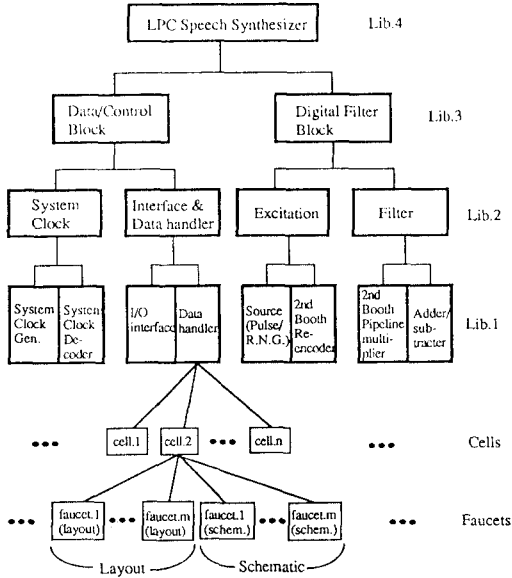 LPC Speech Synthesizer
Lib.4
Data/Control
Block
Digital Filter
Block
Lib.3
System
Clock
Interface &
Data handler
Excitation
Filter
Lib.2
System
Clock
Gen.
System
Clock
De-
coder
I/O
interface
Data
handler
Source
(Pulse/
R.N.G.)
2nd
Booth
Re-
encoder
2nd
Booth
Pipeline
multi-
plier
Adder/
sub-
tracter
Lib.1
cell.1
cell.2
cell.n
Cells
faucet.1
(layout)
faucet.m
(layout)
faucet.1
(schem.)
faucet.m
(schem.)
Faucets
Layout
Schematic